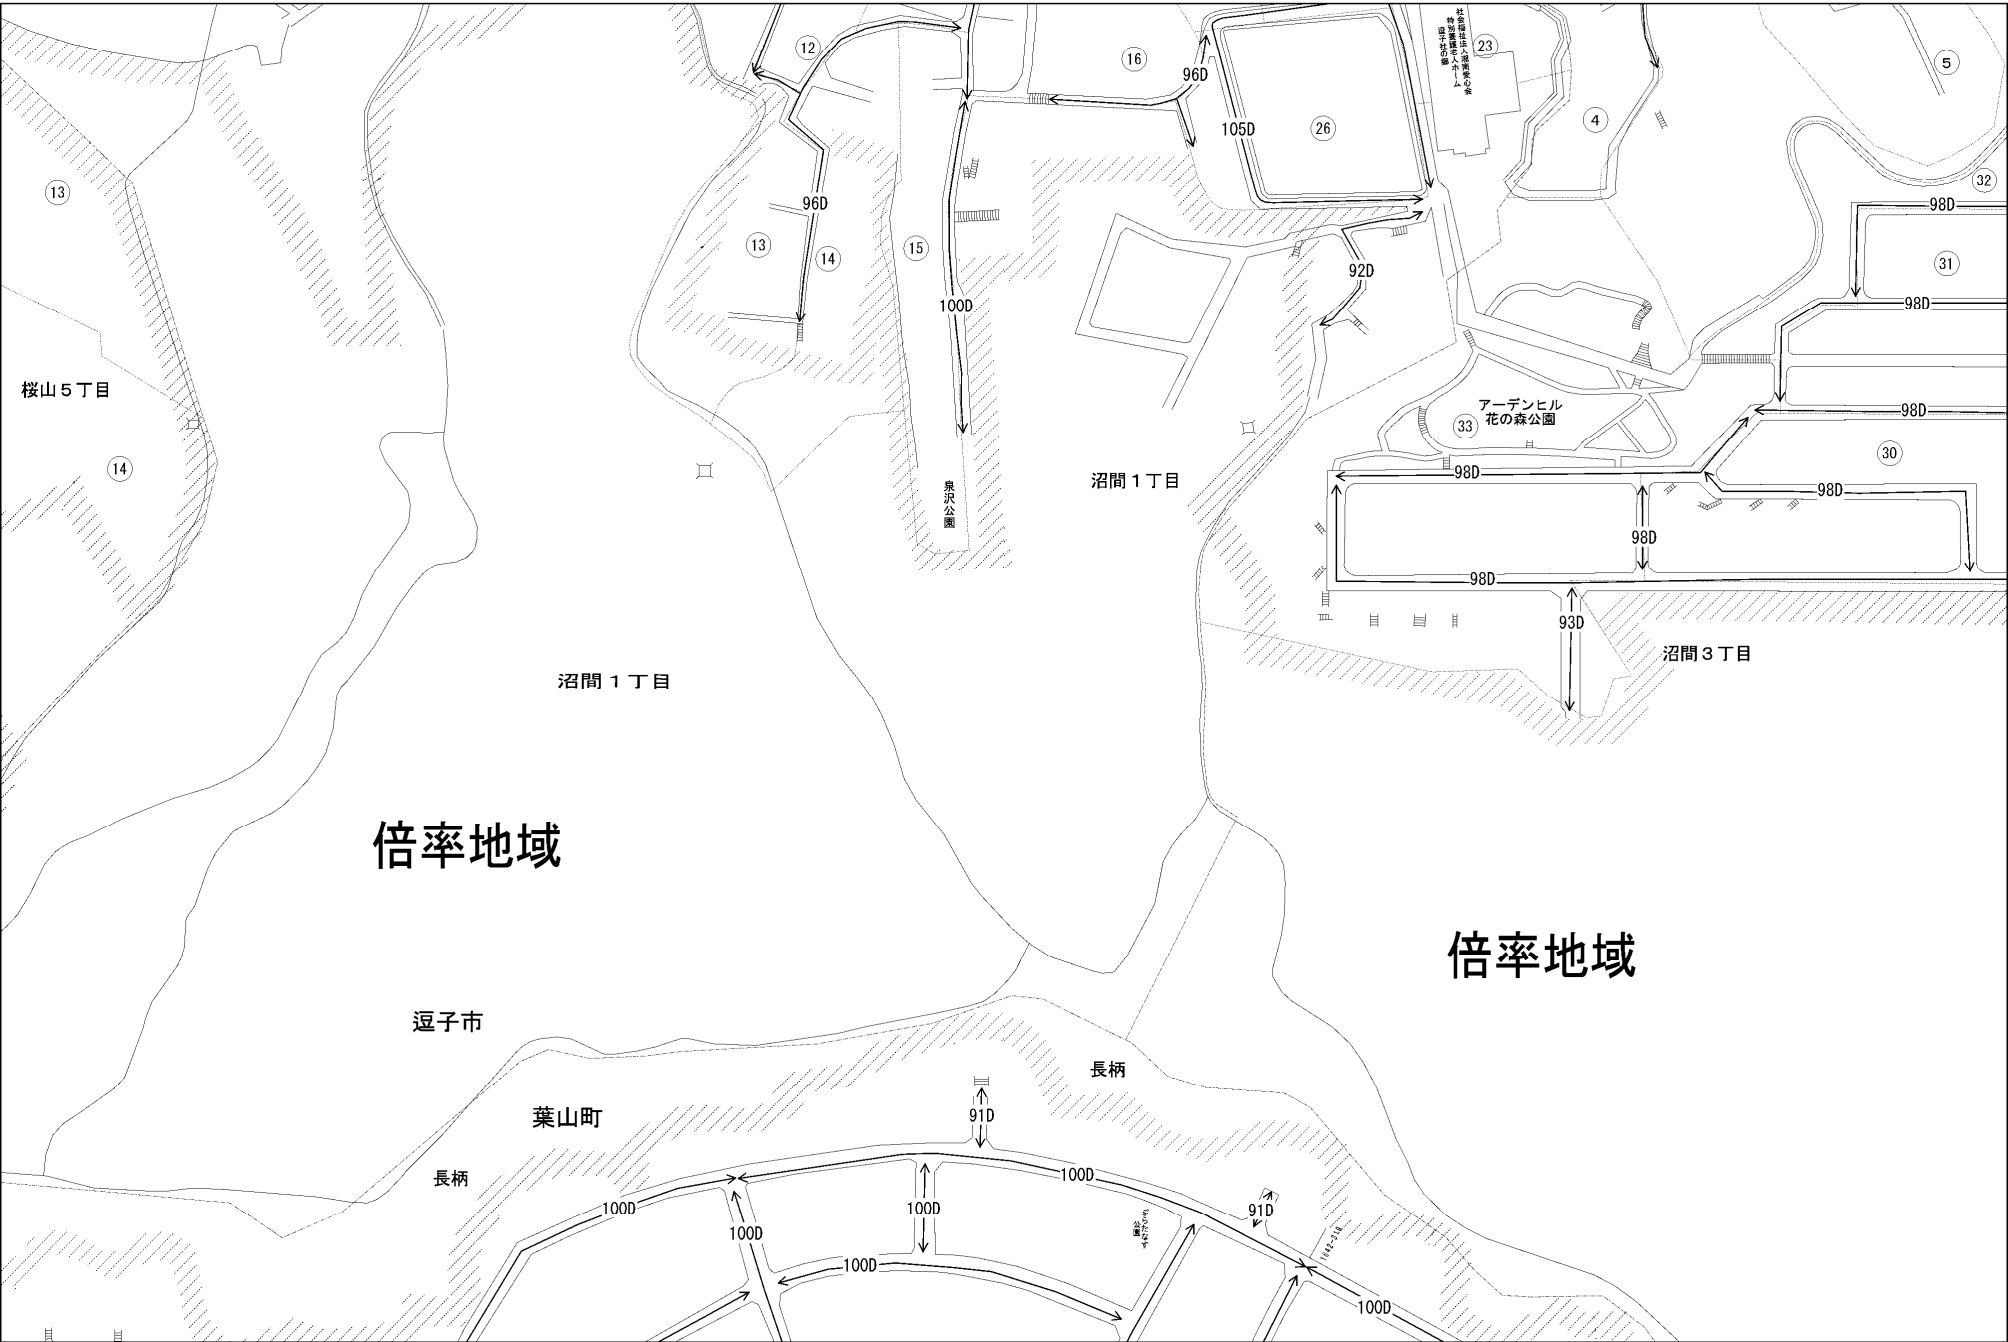 社会福祉法人湘南愛心会
特別養護老人ホーム
逗子杜の郷
12
16
96D
23
5
4
26
105D
13
32
96D
98D
13
14
15
92D
31
100D
98D
桜山５丁目
アーデンヒル
花の森公園
98D
33
30
14
98D
沼間１丁目
98D
泉沢公園
98D
98D
93D
沼間１丁目
沼間３丁目
倍率地域
倍率地域
逗子市
長柄
葉山町
91D
長柄
100D
100D
100D
91D
100D
公園
1642-318
100D
100D